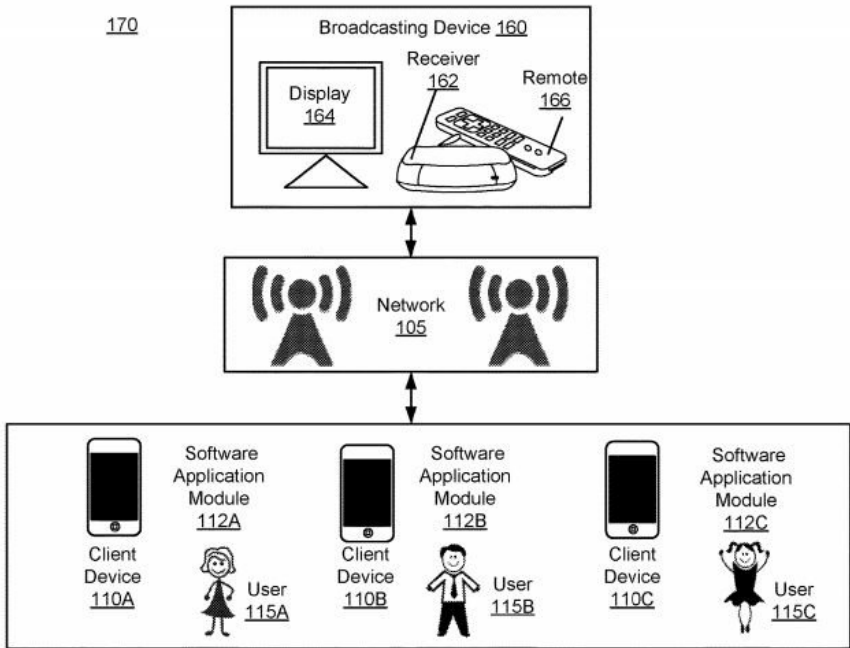 170
Broadcasting Device 160
Receiver
162
Remote
166
Display
164
Network
105
Software
Application
Module
112A
Client
Device
110A
User
115A
Software
Application
Module
112B
Client
Device
110B
User
115B
Software
Application
Module
112C
Client
Device
110C
User
115C